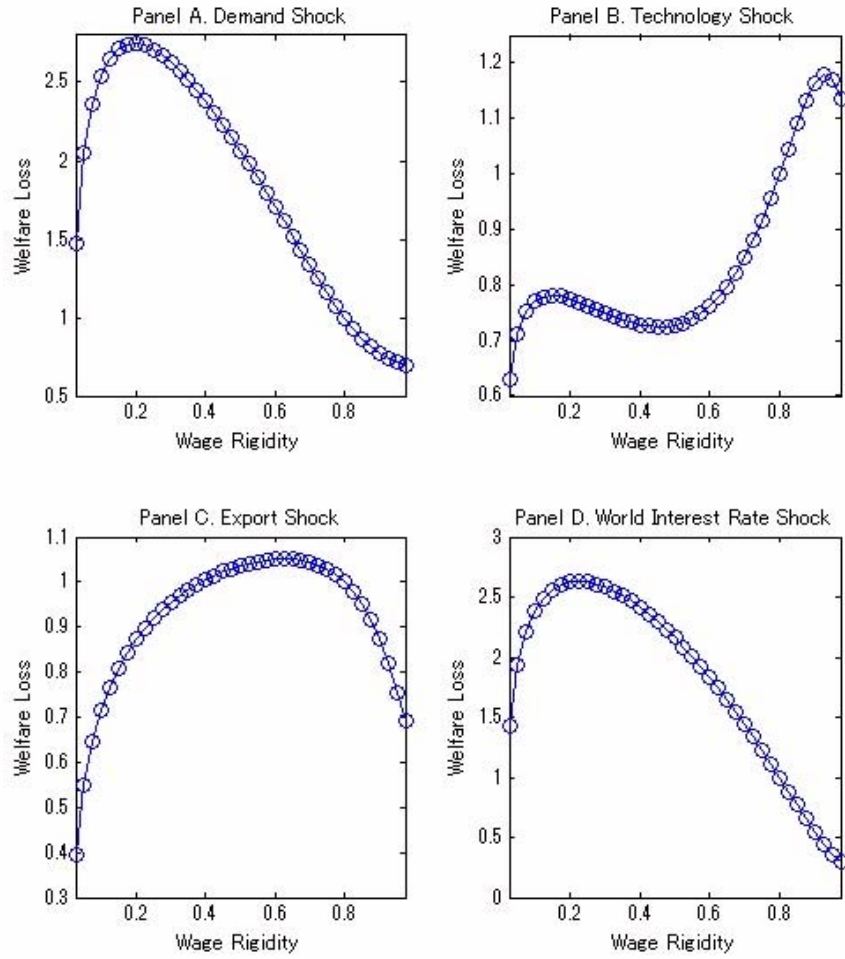 Panel A. Demand Shock
Welfare Loss
2.5
2
1.5
1
0.5
0.2 0.4 0.6 0.8
Wage Rigidity
Panel B. Technology Shock
Welfare Loss
1.2
1.1
1
0.9
0.8
0.7
0.6
0.2 0.4 0.6 0.8
Wage Rigidity
Panel C. Export Shock
Welfare Loss
1.1
1
0.9
0.8
0.7
0.6
0.5
0.4
0.3
0.2 0.4 0.6 0.8
Wage Rigidity
Panel D. World Interest Rate Shock
Welfare Loss
3
2.5
2
1.5
1
0.5
0
0.2 0.4 0.6 0.8
Wage Rigidity